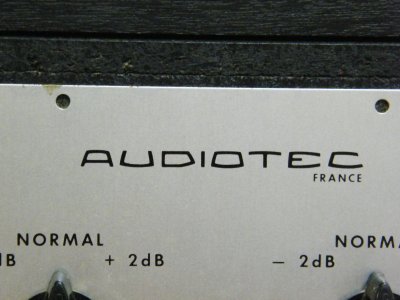 AUDIOTEC
FRANCE
NORMAL
+ 2dB
− 2dB